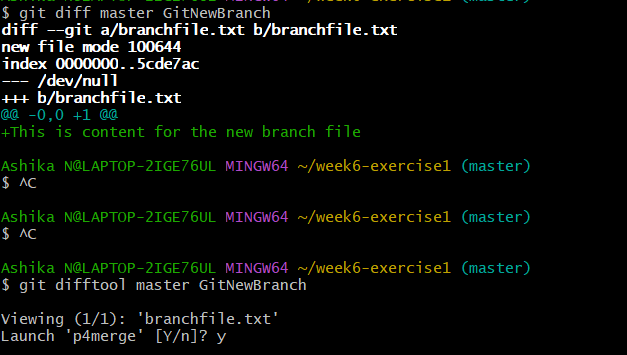 $ git diff master GitNewBranch
diff --git a/branchfile.txt b/branchfile.txt
new file mode 100644
index 0000000..5cde7ac
--- /dev/null
+++ b/branchfile.txt
@@ -0,0 +1 @@
+This is content for the new branch file
Ashika N@LAPTOP-2IGE76UL MINGW64 ~/week6-exercise1 (master)
$ ^C
Ashika N@LAPTOP-2IGE76UL MINGW64 ~/week6-exercise1 (master)
$ ^C
Ashika N@LAPTOP-2IGE76UL MINGW64 ~/week6-exercise1 (master)
$ git difftool master GitNewBranch
Viewing (1/1): 'branchfile.txt'
Launch 'p4merge' [Y/n]? y